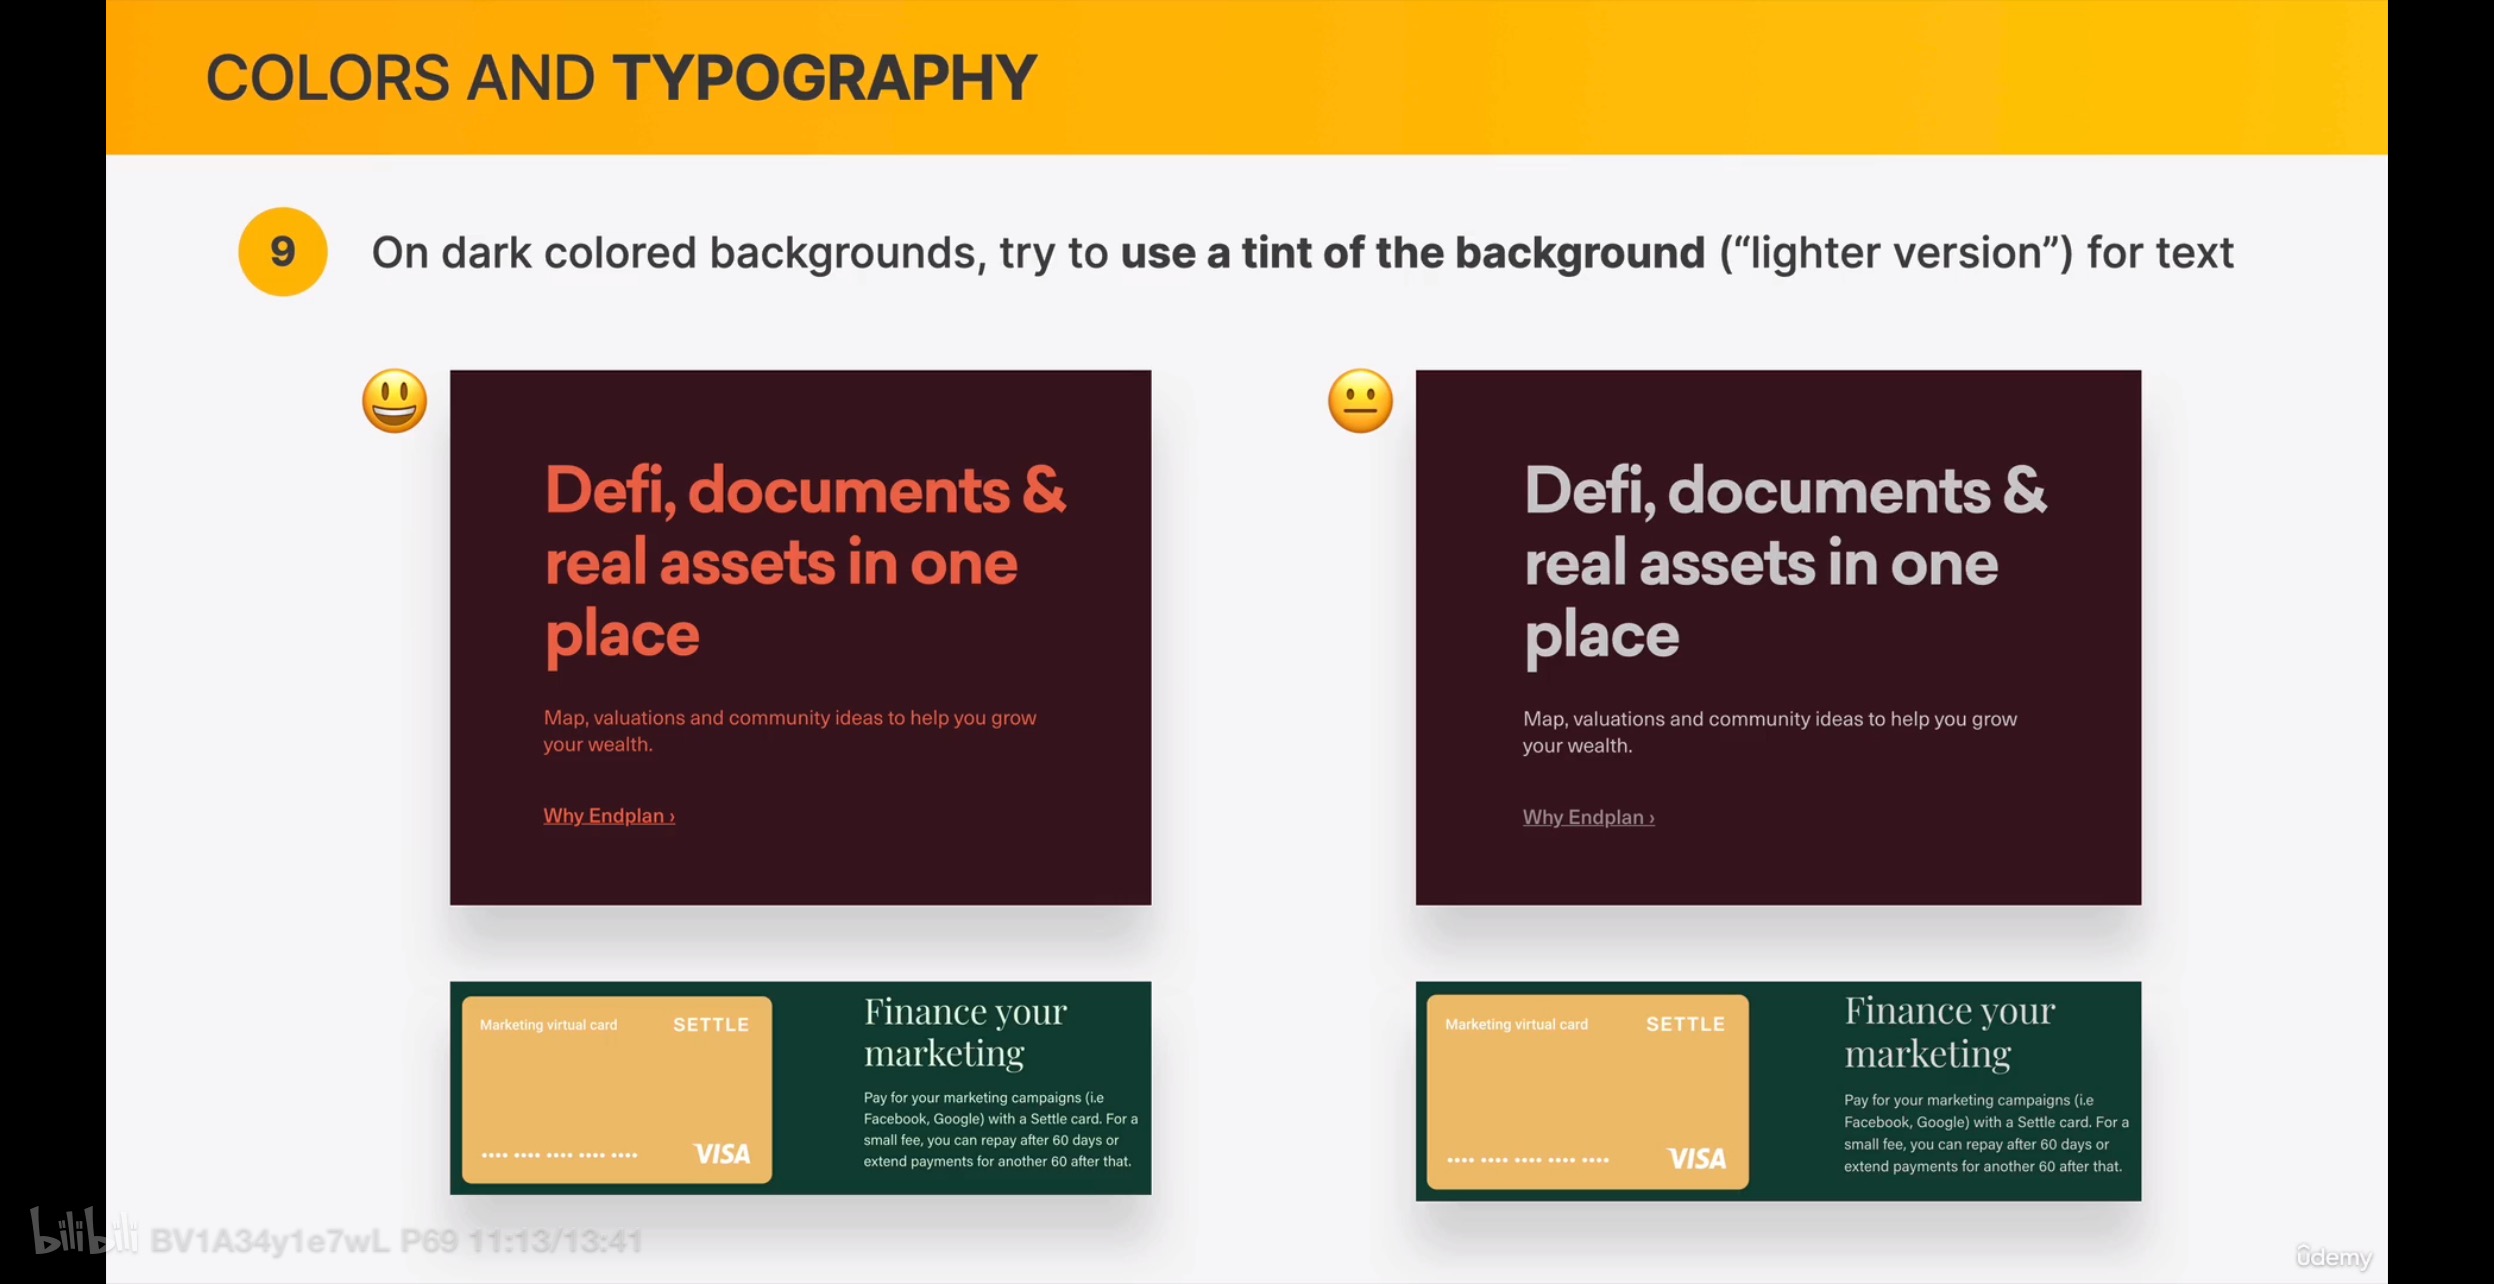 COLORS AND TYPOGRAPHY
9
On dark colored backgrounds, try to use a tint of the background (“lighter version”) for text
Defi, documents &
real assets in one
place
Map, valuations and community ideas to help you grow
your wealth.
Why Endplan ›
Defi, documents &
real assets in one
place
Map, valuations and community ideas to help you grow
your wealth.
Why Endplan ›
Marketing virtual card
SETTLE
VISA
Finance your
marketing
Pay for your marketing campaigns (i.e
Facebook, Google) with a Settle card. For a
small fee, you can repay after 60 days or
extend payments for another 60 after that.
Marketing virtual card
SETTLE
VISA
Finance your
marketing
Pay for your marketing campaigns (i.e
Facebook, Google) with a Settle card. For a
small fee, you can repay after 60 days or
extend payments for another 60 after that.
bilibili BV1A34y1e7wL P69 11:13/13:41
ûdemy